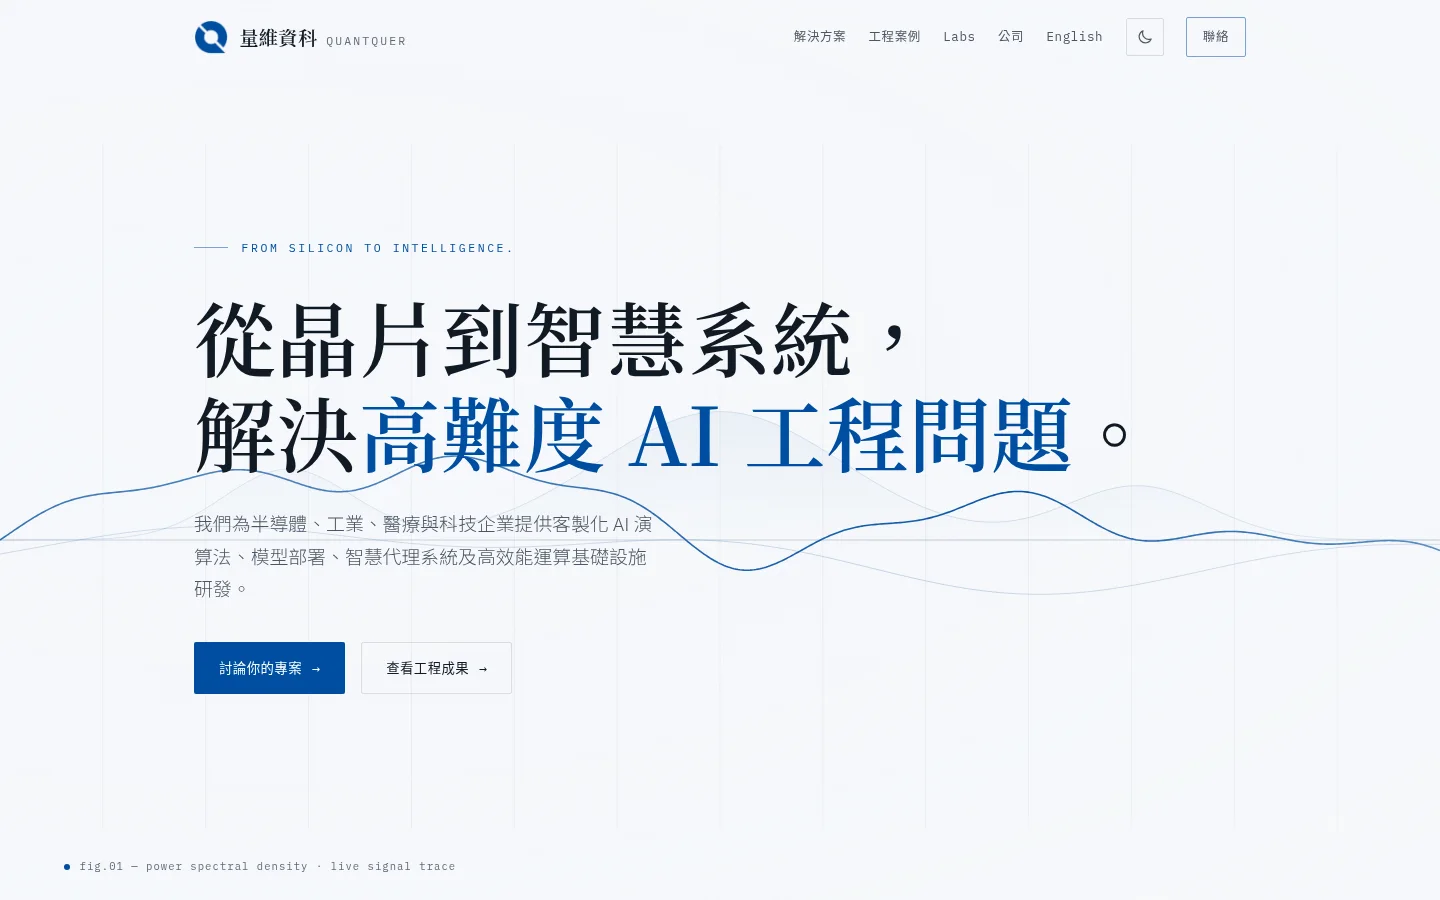 量維資科 QUANTQUER
解決方案 工程案例 Labs 公司 English 聯絡
FROM SILICON TO INTELLIGENCE.
從晶片到智慧系統，
解決高難度 AI 工程問題。
我們為半導體、工業、醫療與科技企業提供客製化 AI 演
算法、模型部署、智慧代理系統及高效能運算基礎設施
研發。
討論你的專案 → 查看工程成果 →
fig.01 — power spectral density · live signal trace